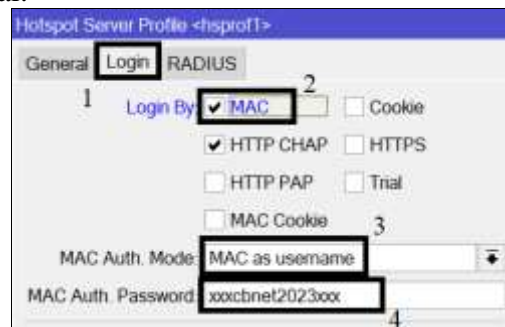 Hotspot Server Profile <hsprof1>
General Login RADIUS
1
2
Login By: MAC Cookie
HTTP CHAP HTTPS
HTTP PAP Trial
MAC Cookie
3
MAC Auth. Mode: MAC as username
MAC Auth. Password: xxxcbnet2023xxx
4